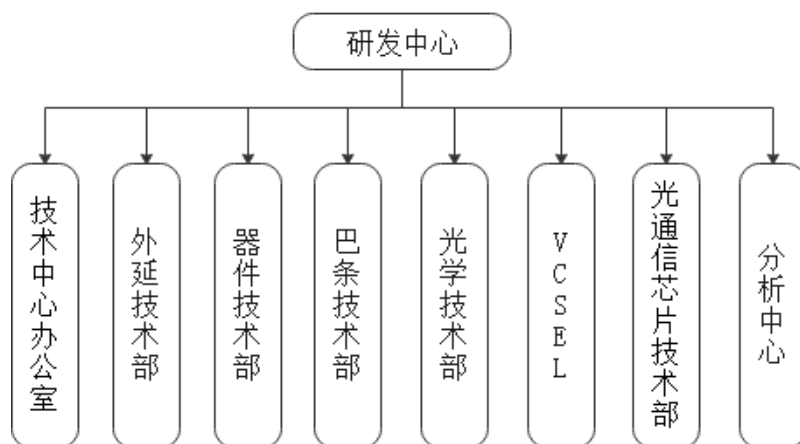 研发中心
技术中心办公室
外延技术部
器件技术部
巴条技术部
光学技术部
VCSEL
光通信芯片技术部
分析中心